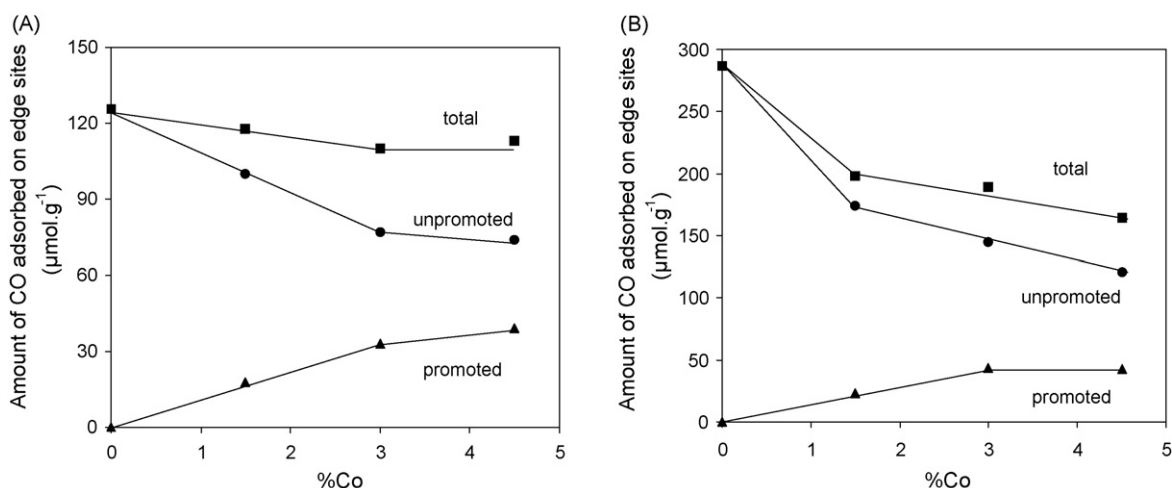 (A)
Amount of CO adsorbed on edge sites
(µmol.g⁻¹)
150
120
90
60
30
0
total
unpromoted
promoted
0 1 2 3 4 5
%Co
(B)
Amount of CO adsorbed on edge sites
(µmol.g⁻¹)
300
250
200
150
100
50
0
total
unpromoted
promoted
0 1 2 3 4 5
%Co